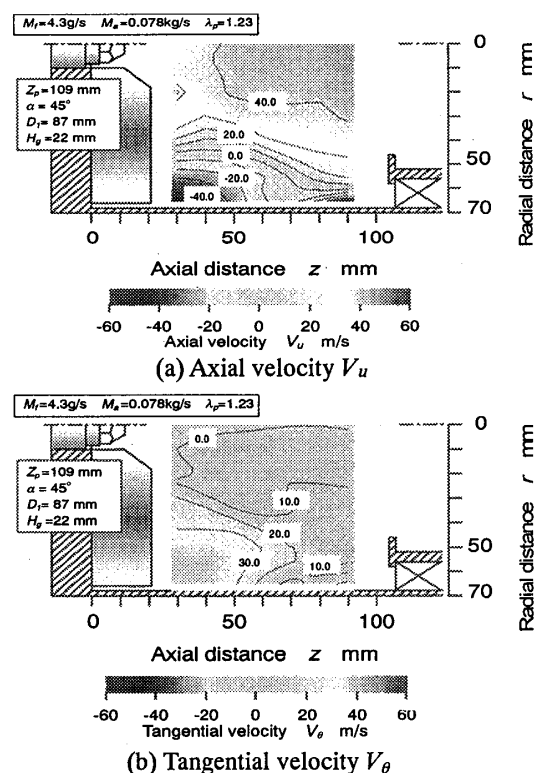 M_f=4.3g/s M_a=0.078kg/s λ_p=1.23
Z_p=109 mm
α = 45°
D_1= 87 mm
H_g=22 mm
40.0
20.0
0.0
-20.0
-40.0
0
50
70
Radial distance r mm
0 50 100
Axial distance z mm
-60 -40 -20 0 20 40 60
Axial velocity V_u m/s
(a) Axial velocity V_u
M_f=4.3g/s M_a=0.078kg/s λ_p=1.23
Z_p=109 mm
α = 45°
D_1= 87 mm
H_g=22 mm
0.0
10.0
20.0
30.0
10.0
0
50
70
Radial distance r mm
0 50 100
Axial distance z mm
-60 -40 -20 0 20 40 60
Tangential velocity V_θ m/s
(b) Tangential velocity V_θ